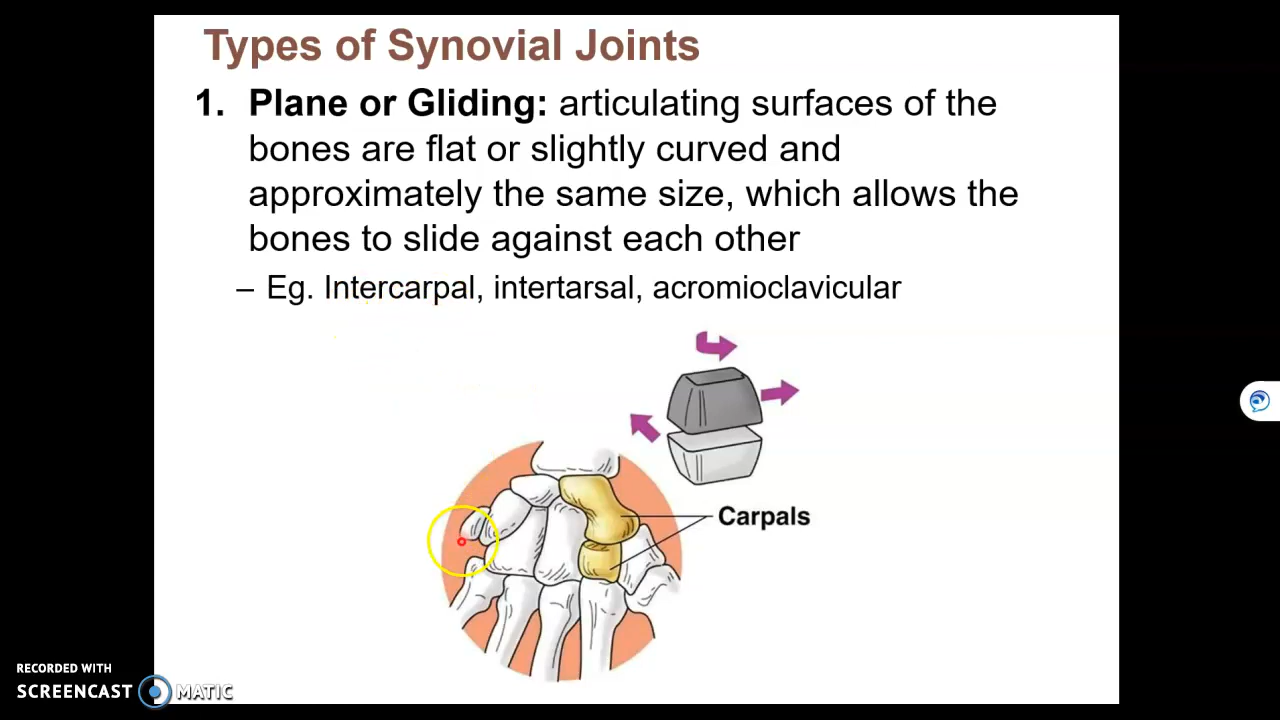 Types of Synovial Joints
1. Plane or Gliding: articulating surfaces of the
bones are flat or slightly curved and
approximately the same size, which allows the
bones to slide against each other
– Eg. Intercarpal, intertarsal, acromioclavicular
Carpals
RECORDED WITH
SCREENCAST MATIC